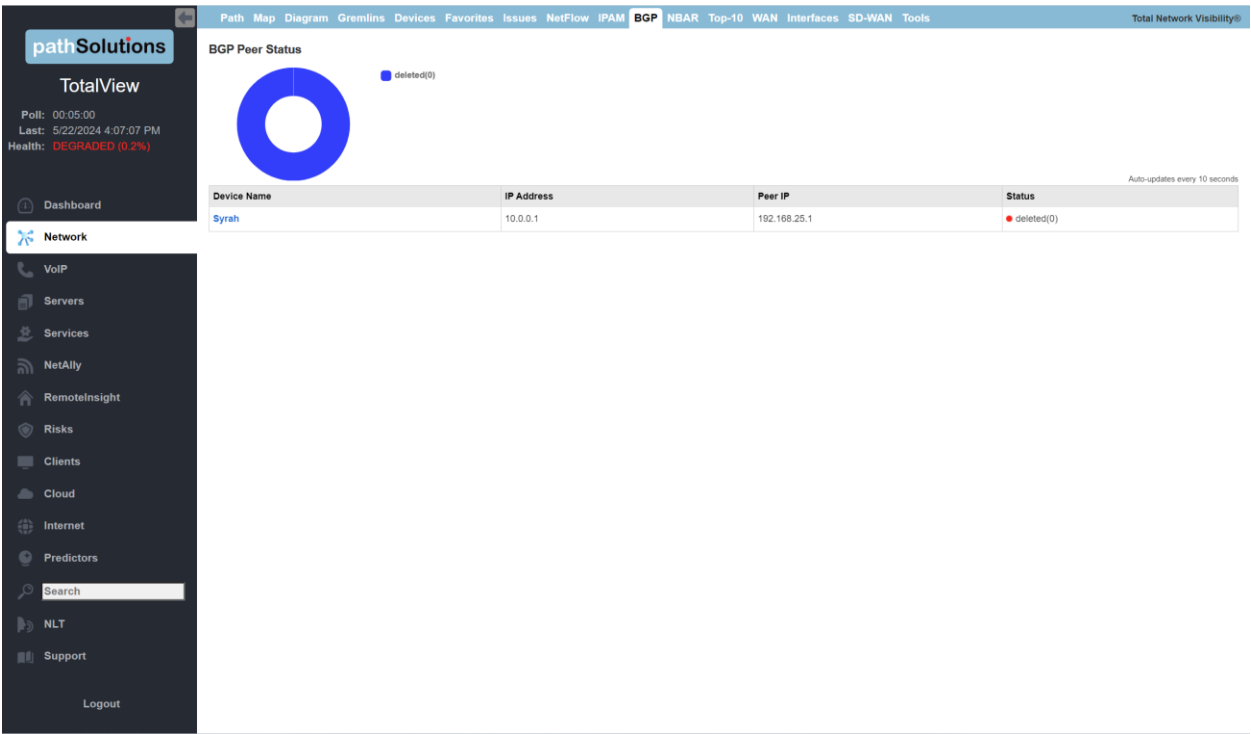 Path Map Diagram Gremlins Devices Favorites Issues NetFlow IPAM BGP NBAR Top-10 WAN Interfaces SD-WAN Tools Total Network Visibility®
pathSolutions
TotalView
Poll: 00:05:00
Last: 5/22/2024 4:07:07 PM
Health: DEGRADED (0.2%)
Dashboard
Network
VoIP
Servers
Services
NetAlly
RemoteInsight
Risks
Clients
Cloud
Internet
Predictors
Search
NLT
Support
Logout
BGP Peer Status
deleted(0)
Auto-updates every 10 seconds
Device Name IP Address Peer IP Status
Syrah 10.0.0.1 192.168.25.1 deleted(0)